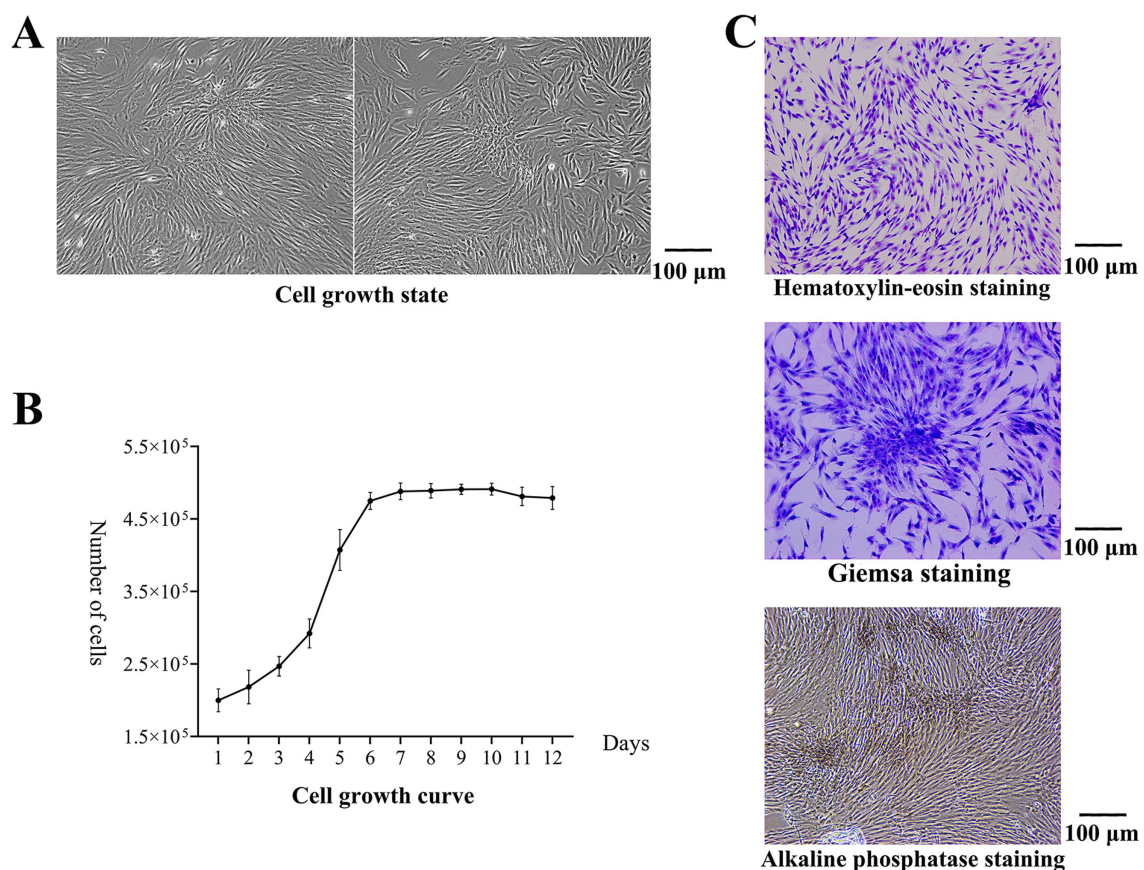 A
100 μm
Cell growth state
B
Number of cells
5.5×10⁵
4.5×10⁵
3.5×10⁵
2.5×10⁵
1.5×10⁵
1 2 3 4 5 6 7 8 9 10 11 12
Days
Cell growth curve
C
100 μm
Hematoxylin-eosin staining
100 μm
Giemsa staining
100 μm
Alkaline phosphatase staining